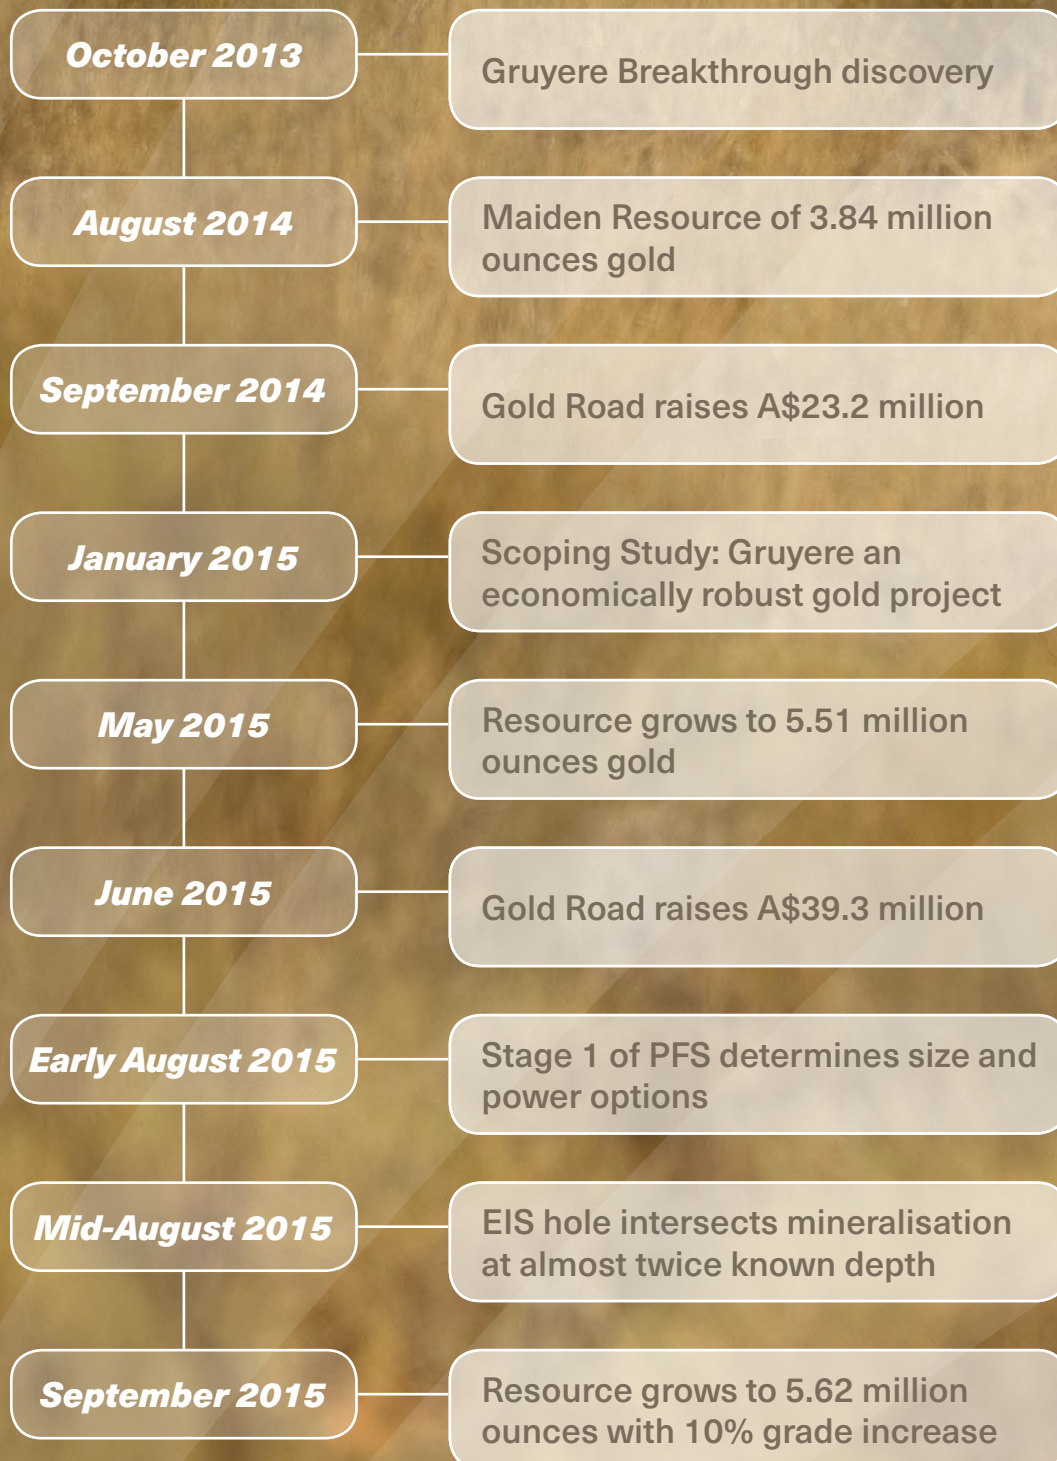 October 2013
Gruyere Breakthrough discovery
August 2014
Maiden Resource of 3.84 million
ounces gold
September 2014
Gold Road raises A$23.2 million
January 2015
Scoping Study: Gruyere an
economically robust gold project
May 2015
Resource grows to 5.51 million
ounces gold
June 2015
Gold Road raises A$39.3 million
Early August 2015
Stage 1 of PFS determines size and
power options
Mid-August 2015
EIS hole intersects mineralisation
at almost twice known depth
September 2015
Resource grows to 5.62 million
ounces with 10% grade increase